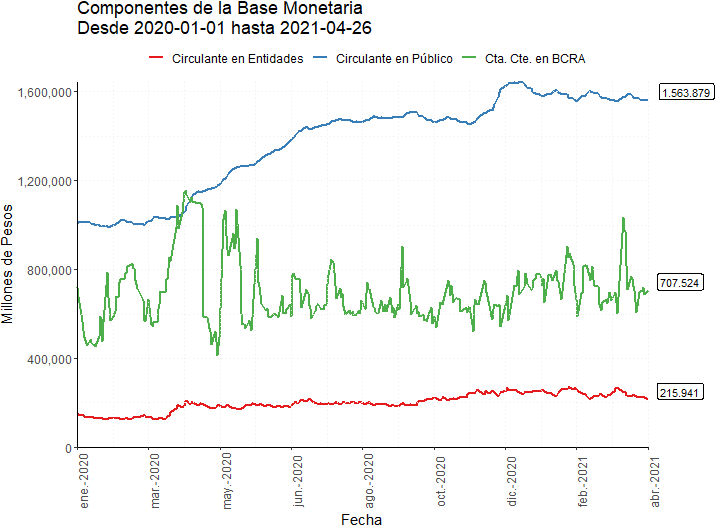 Componentes de la Base Monetaria
Desde 2020-01-01 hasta 2021-04-26
Circulante en Entidades
Circulante en Público
Cta. Cte. en BCRA
Millones de Pesos
1,600,000
1,200,000
800,000
400,000
0
1.563.879
707.524
215.941
ene.-2020
mar.-2020
may.-2020
jun.-2020
ago.-2020
oct.-2020
dic.-2020
feb.-2021
abr.-2021
Fecha